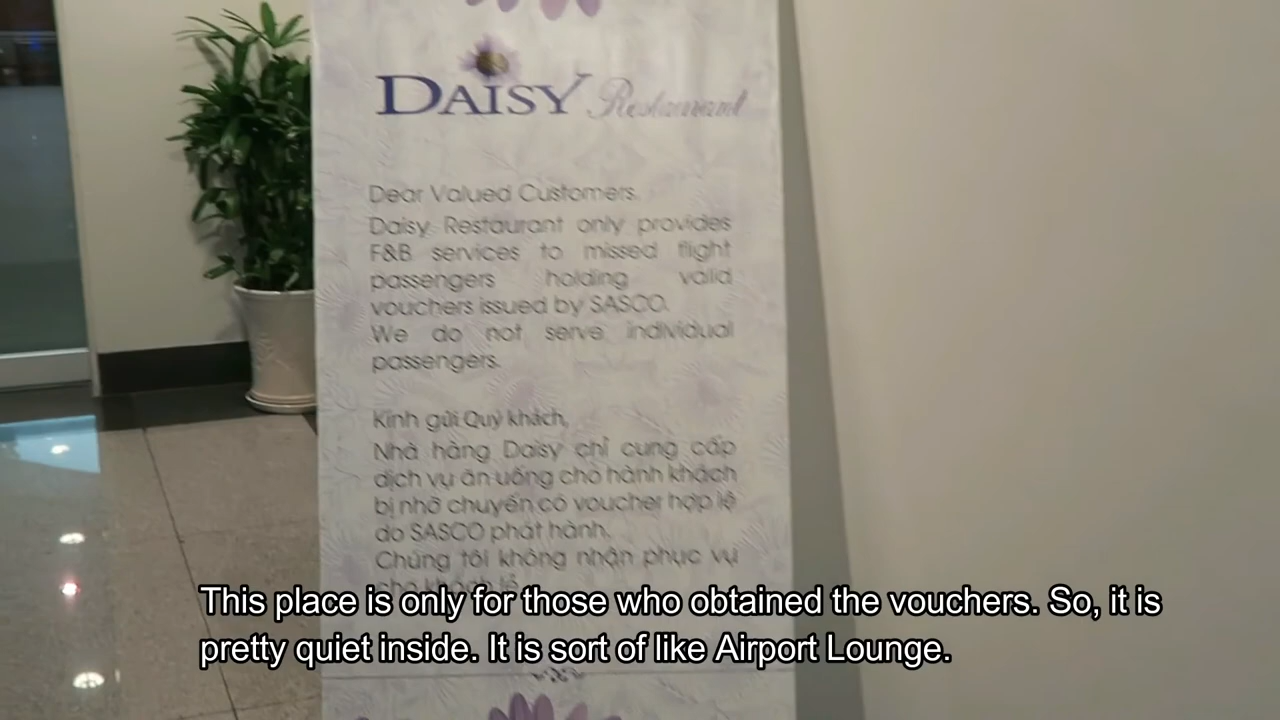 DAISY Restaurant
Dear Valued Customers.
Daisy Restaurant only provides
F&B services to missed flight
passengers holding valid
vouchers issued by SASCO.
We do not serve individual
passengers.
Kính gửi Quý khách,
Nhà hàng Daisy chỉ cung cấp
dịch vụ ăn uống cho hành khách
bị nhỡ chuyến có voucher hợp lệ
do SASCO phát hành.
Chúng tôi không nhận phục vụ
cho khách lẻ
This place is only for those who obtained the vouchers. So, it is
pretty quiet inside. It is sort of like Airport Lounge.